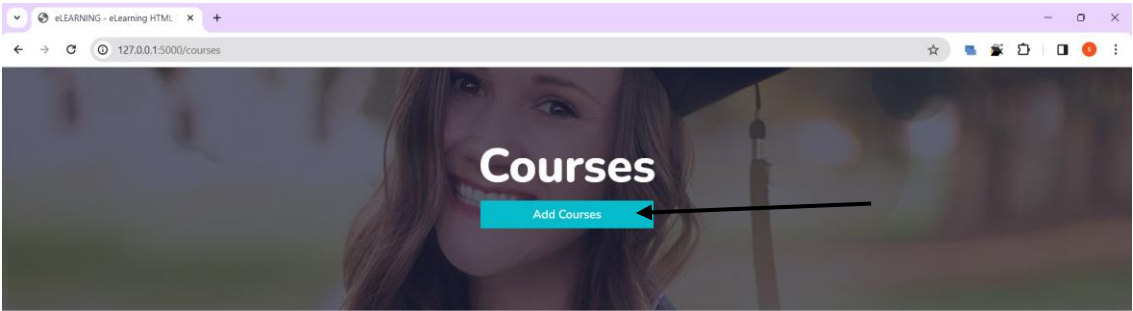 eLEARNING - eLearning HTML
127.0.0.1:5000/courses
Courses
Add Courses